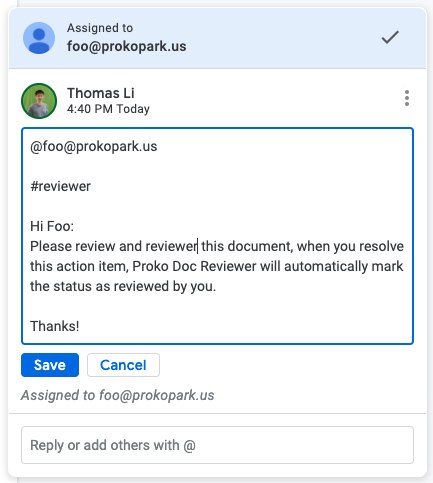 Assigned to
foo@prokopark.us
Thomas Li
4:40 PM Today
@foo@prokopark.us
#reviewer
Hi Foo:
Please review and reviewer this document, when you resolve
this action item, Proko Doc Reviewer will automatically mark
the status as reviewed by you.
Thanks!
Save Cancel
Assigned to foo@prokopark.us
Reply or add others with @